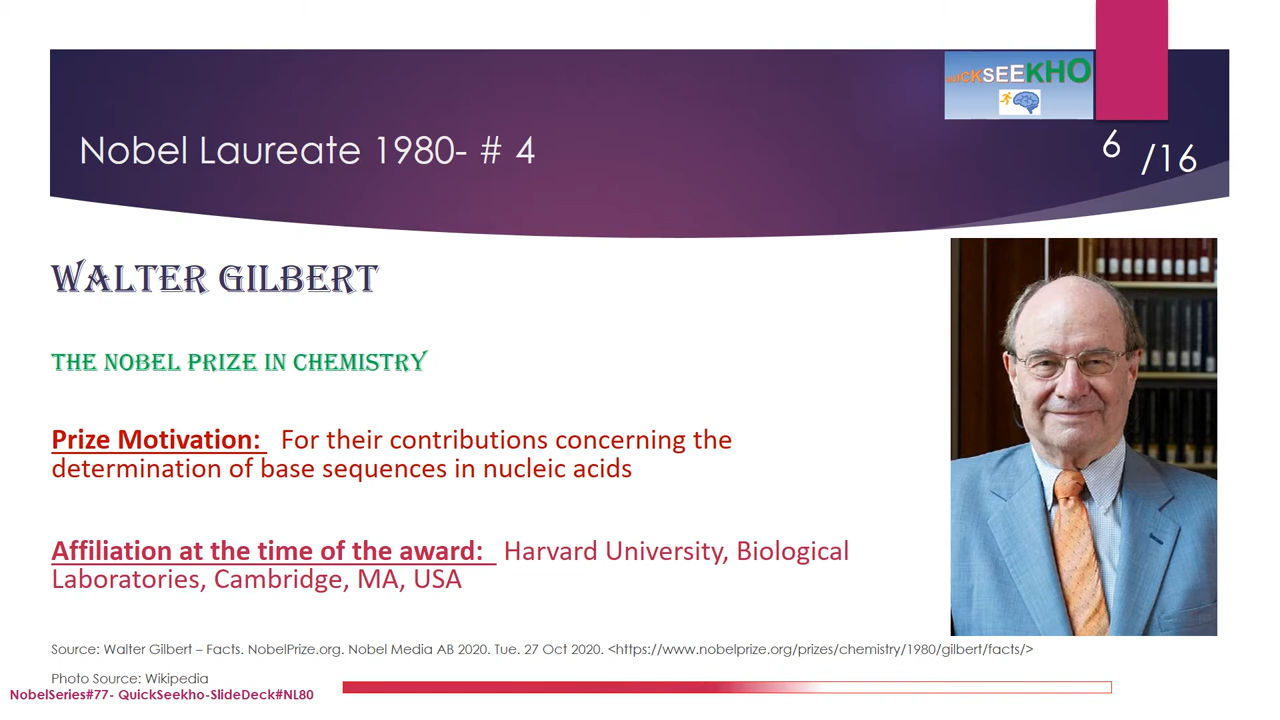 QUICKSEEKHO
Nobel Laureate 1980- # 4
6 /16
WALTER GILBERT
THE NOBEL PRIZE IN CHEMISTRY
Prize Motivation: For their contributions concerning the
determination of base sequences in nucleic acids
Affiliation at the time of the award: Harvard University, Biological
Laboratories, Cambridge, MA, USA
Source: Walter Gilbert – Facts. NobelPrize.org. Nobel Media AB 2020. Tue. 27 Oct 2020. <https://www.nobelprize.org/prizes/chemistry/1980/gilbert/facts/>
Photo Source: Wikipedia
NobelSeries#77- QuickSeekho-SlideDeck#NL80